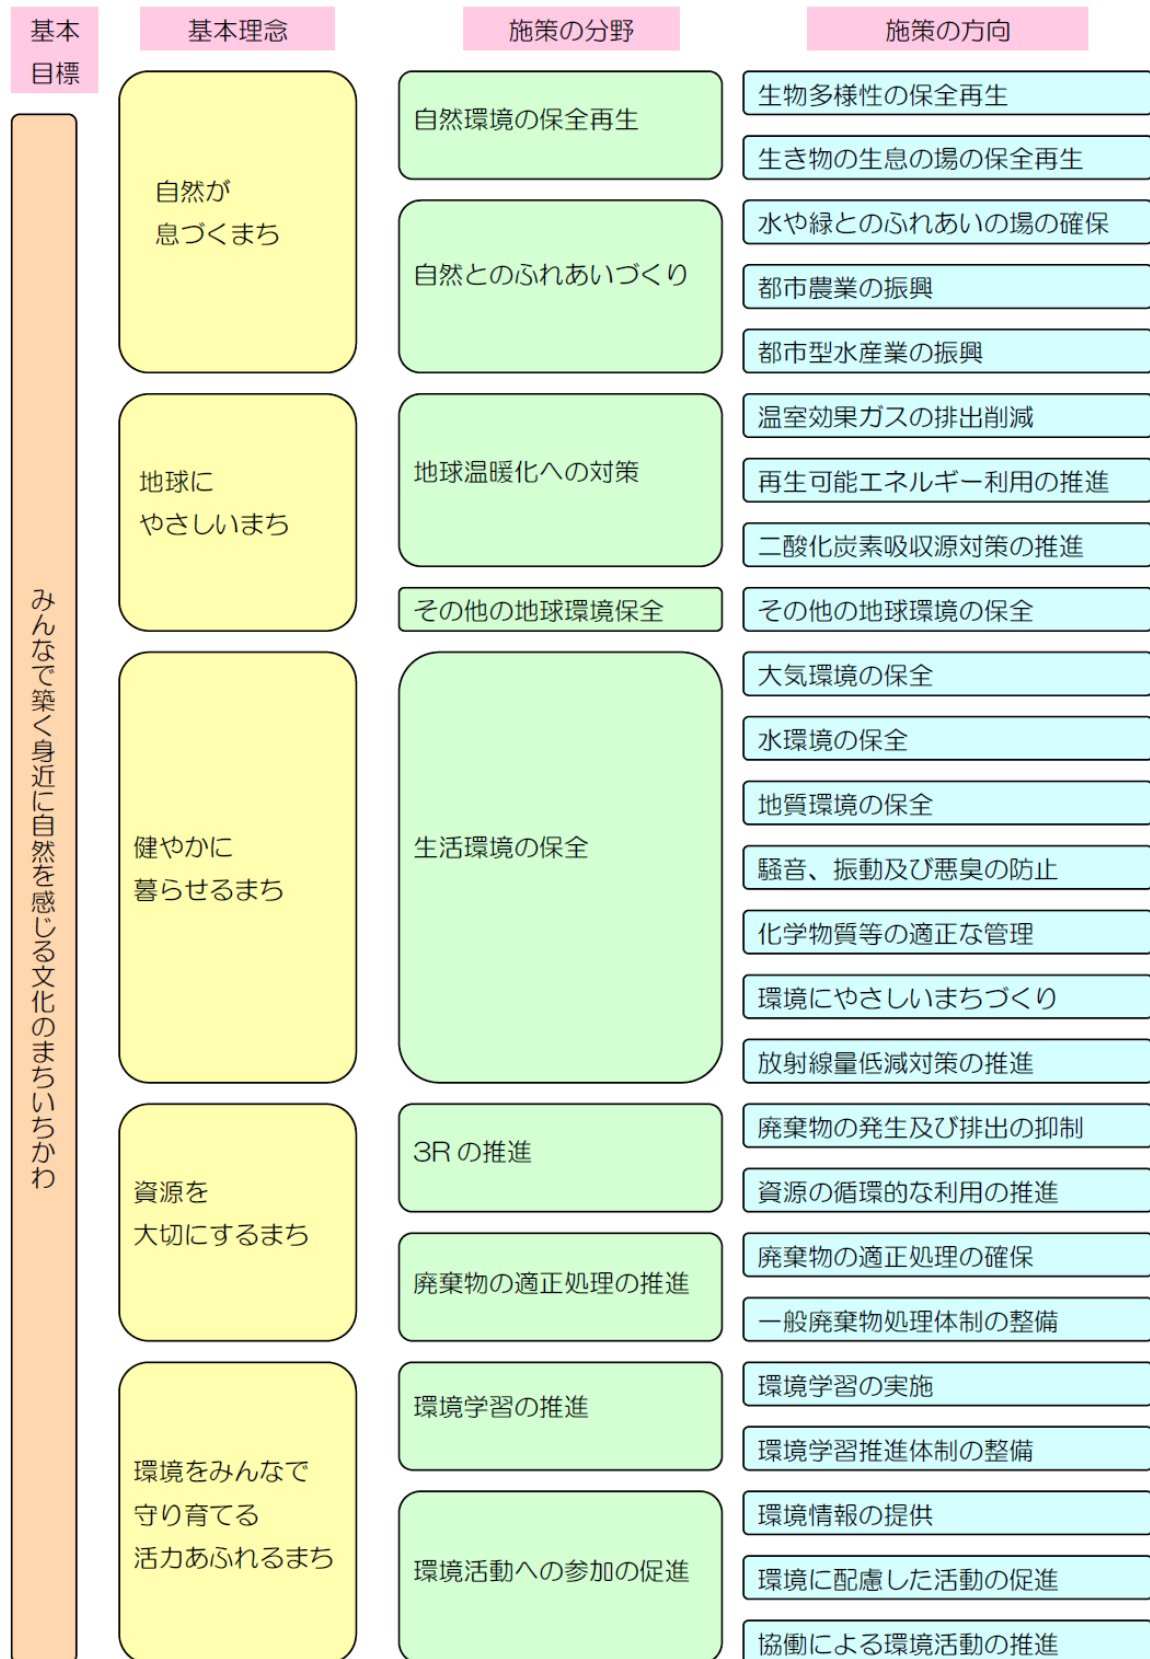 基本
目標
基本理念
施策の分野
施策の方向
みんなで築く身近に自然を感じる文化のまちいちかわ
自然が
息づくまち
自然環境の保全再生
生物多様性の保全再生
生き物の生息の場の保全再生
自然とのふれあいづくり
水や緑とのふれあいの場の確保
都市農業の振興
都市型水産業の振興
地球に
やさしいまち
地球温暖化への対策
温室効果ガスの排出削減
再生可能エネルギー利用の推進
二酸化炭素吸収源対策の推進
その他の地球環境保全
その他の地球環境の保全
健やかに
暮らせるまち
生活環境の保全
大気環境の保全
水環境の保全
地質環境の保全
騒音、振動及び悪臭の防止
化学物質等の適正な管理
環境にやさしいまちづくり
放射線量低減対策の推進
資源を
大切にするまち
3Rの推進
廃棄物の発生及び排出の抑制
資源の循環的な利用の推進
廃棄物の適正処理の推進
廃棄物の適正処理の確保
一般廃棄物処理体制の整備
環境をみんなで
守り育てる
活力あふれるまち
環境学習の推進
環境学習の実施
環境学習推進体制の整備
環境活動への参加の促進
環境情報の提供
環境に配慮した活動の促進
協働による環境活動の推進